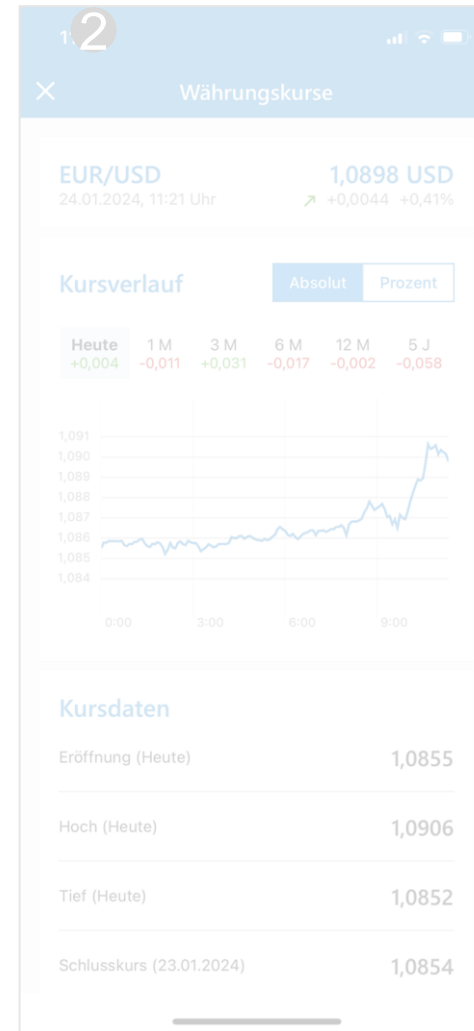 2
Währungskurse
EUR/USD 1,0898 USD
24.01.2024, 11:21 Uhr +0,0044 +0,41%
Kursverlauf Absolut Prozent
Heute 1 M 3 M 6 M 12 M 5 J
+0,004 -0,011 +0,031 -0,017 -0,002 -0,058
1,091
1,090
1,089
1,088
1,087
1,086
1,085
1,084
0:00 3:00 6:00 9:00
Kursdaten
Eröffnung (Heute) 1,0855
Hoch (Heute) 1,0906
Tief (Heute) 1,0852
Schlusskurs (23.01.2024) 1,0854